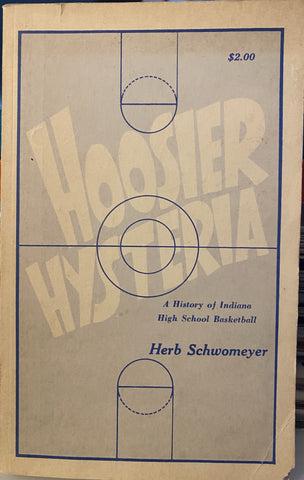 $2.00
HOOSIER
HYSTERIA
A History of Indiana
High School Basketball
Herb Schwomeyer